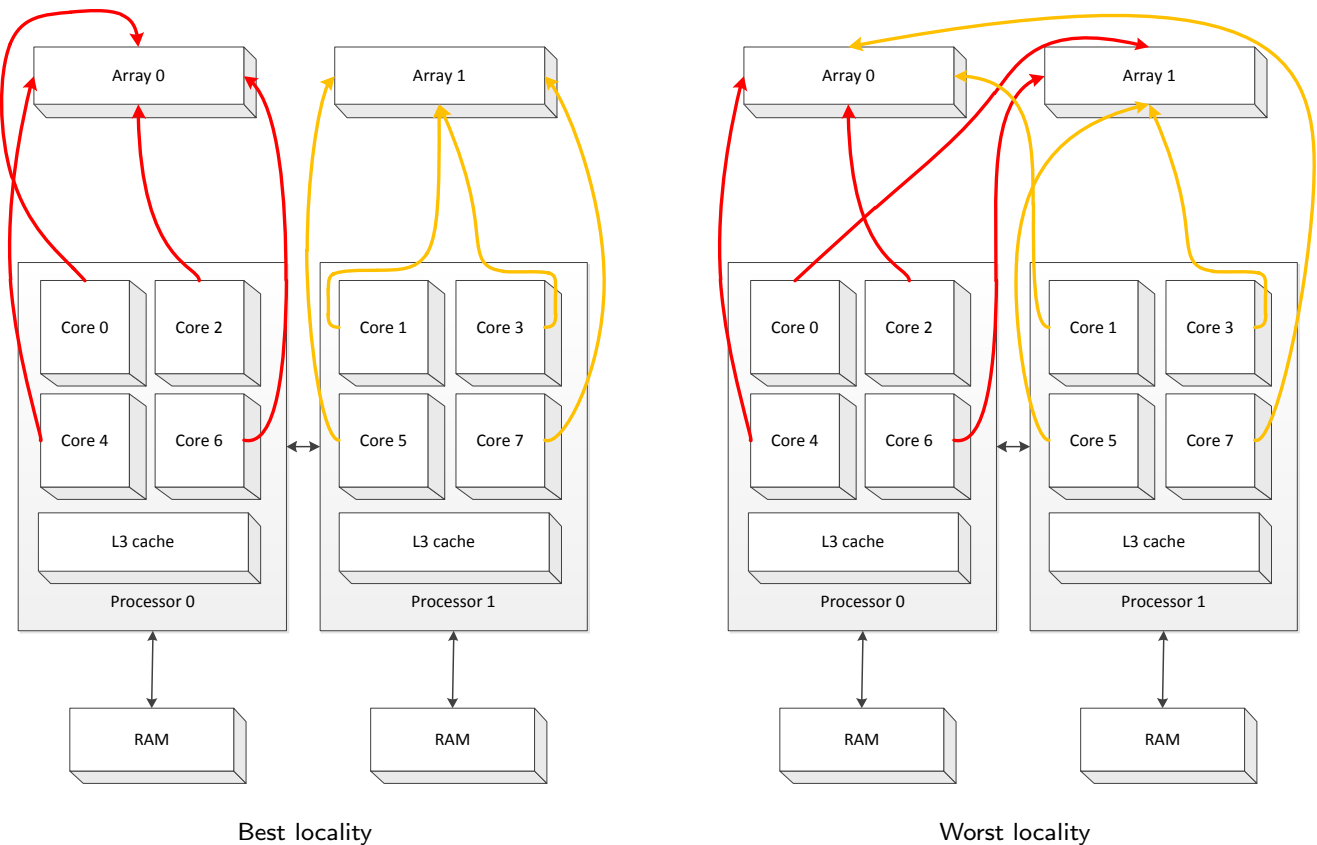 Array 0
Array 1
Core 0
Core 2
Core 1
Core 3
Core 4
Core 6
Core 5
Core 7
L3 cache
L3 cache
Processor 0
Processor 1
RAM
RAM
Best locality
Array 0
Array 1
Core 0
Core 2
Core 1
Core 3
Core 4
Core 6
Core 5
Core 7
L3 cache
L3 cache
Processor 0
Processor 1
RAM
RAM
Worst locality